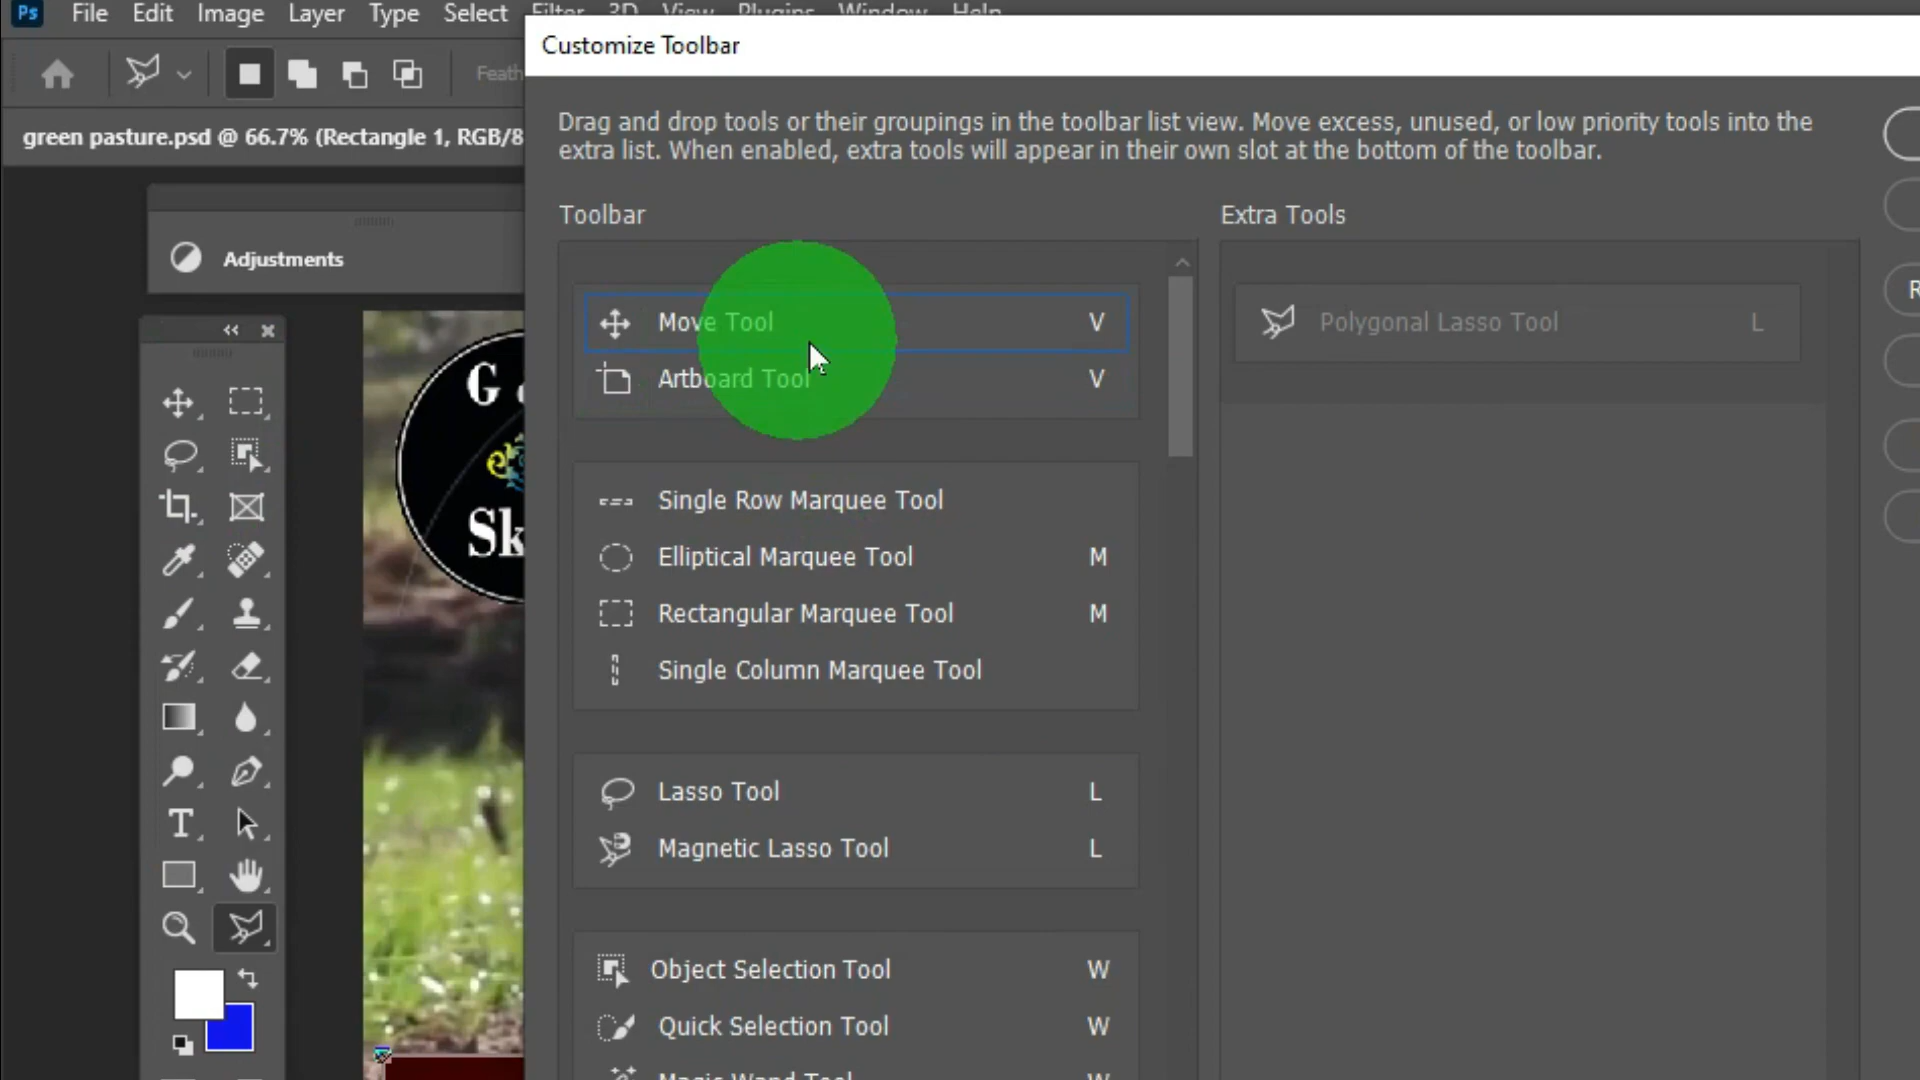 Ps File Edit Image Layer Type Select Filter 3D View Plugins Window Help
Customize Toolbar
Feath
green pasture.psd @ 66.7% (Rectangle 1, RGB/8
Drag and drop tools or their groupings in the toolbar list view. Move excess, unused, or low priority tools into the
extra list. When enabled, extra tools will appear in their own slot at the bottom of the toolbar.
Toolbar
Extra Tools
Adjustments
R
Move Tool V
Polygonal Lasso Tool L
Artboard Tool V
G
Sk
Single Row Marquee Tool
Elliptical Marquee Tool M
Rectangular Marquee Tool M
Single Column Marquee Tool
Lasso Tool L
Magnetic Lasso Tool L
Object Selection Tool W
Quick Selection Tool W
Magic Wand Tool W